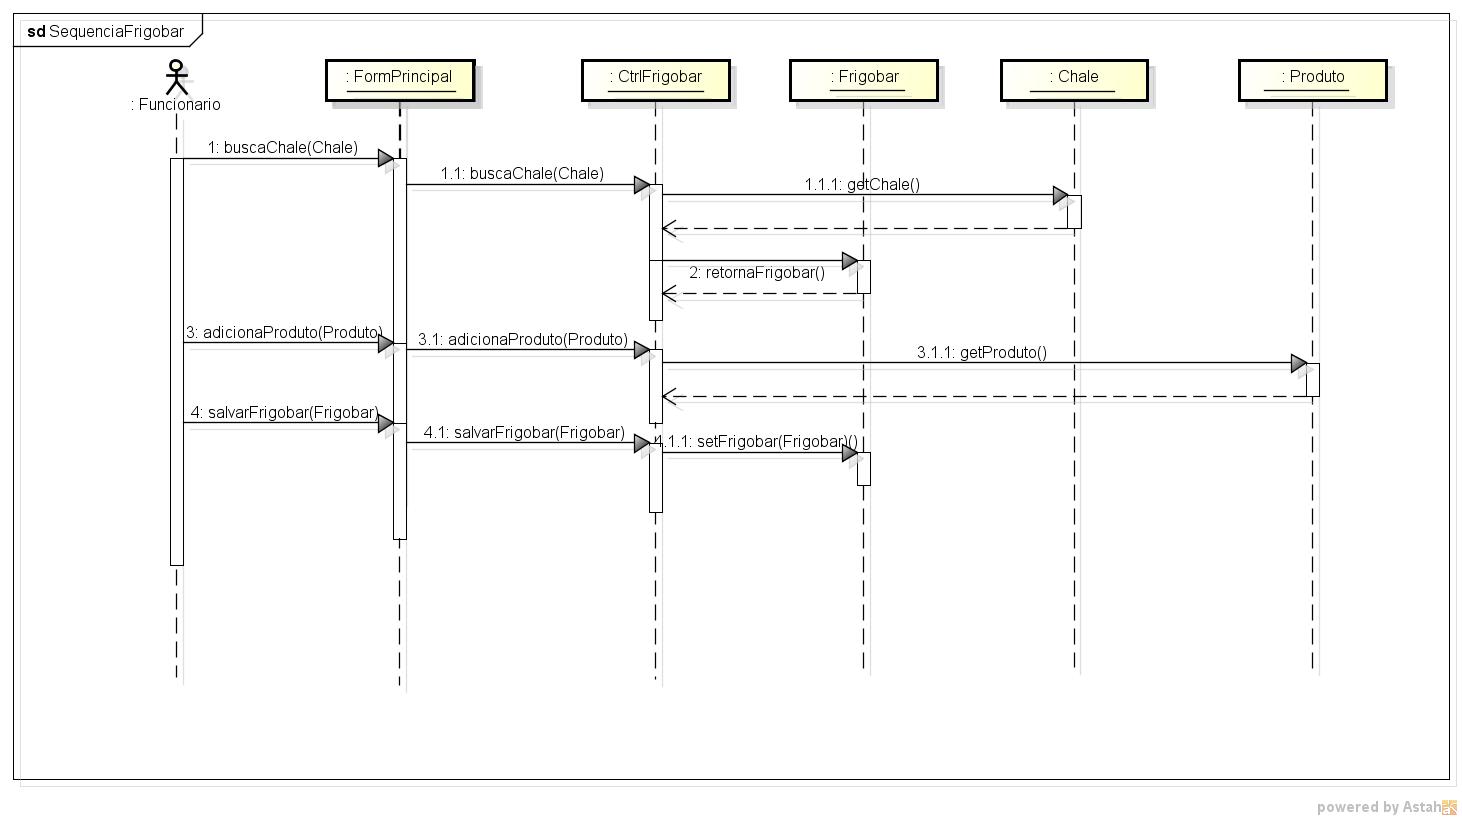 sd SequenciaFrigobar
: Funcionario
: FormPrincipal
: CtrlFrigobar
: Frigobar
: Chale
: Produto
1: buscaChale(Chale)
1.1: buscaChale(Chale)
1.1.1: getChale()
2: retornaFrigobar()
3: adicionaProduto(Produto)
3.1: adicionaProduto(Produto)
3.1.1: getProduto()
4: salvarFrigobar(Frigobar)
4.1: salvarFrigobar(Frigobar)
4.1.1: setFrigobar(Frigobar)()
powered by Astah